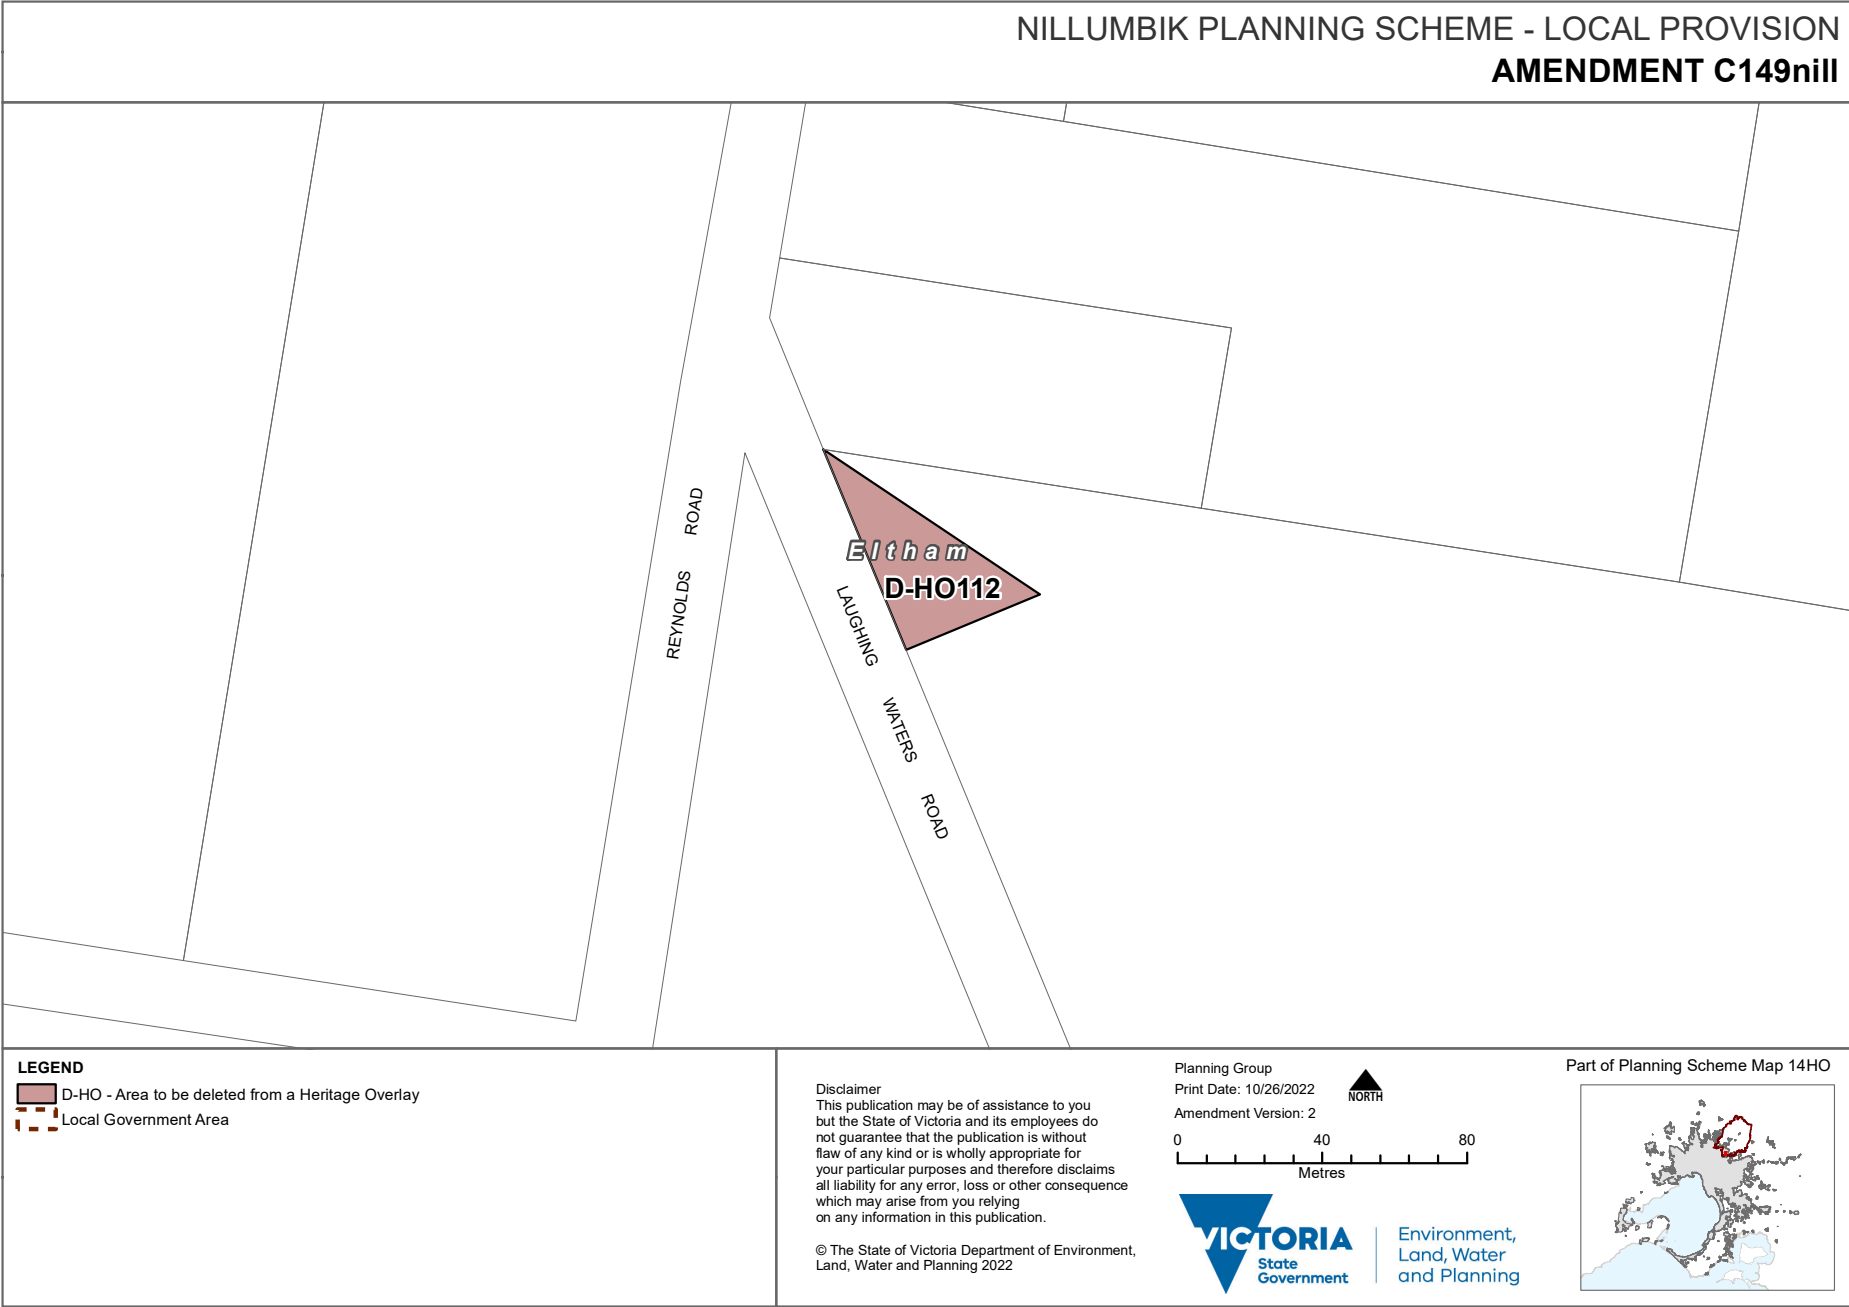 NILLUMBIK PLANNING SCHEME - LOCAL PROVISION
AMENDMENT C149nill
REYNOLDS ROAD
Eltham
D-HO112
LAUGHING WATERS ROAD
LEGEND
D-HO - Area to be deleted from a Heritage Overlay
Local Government Area
Disclaimer
This publication may be of assistance to you
but the State of Victoria and its employees do
not guarantee that the publication is without
flaw of any kind or is wholly appropriate for
your particular purposes and therefore disclaims
all liability for any error, loss or other consequence
which may arise from you relying
on any information in this publication.
© The State of Victoria Department of Environment,
Land, Water and Planning 2022
Planning Group
Print Date: 10/26/2022
Amendment Version: 2
NORTH
0 40 80
Metres
VICTORIA
State
Government
Environment,
Land, Water
and Planning
Part of Planning Scheme Map 14HO